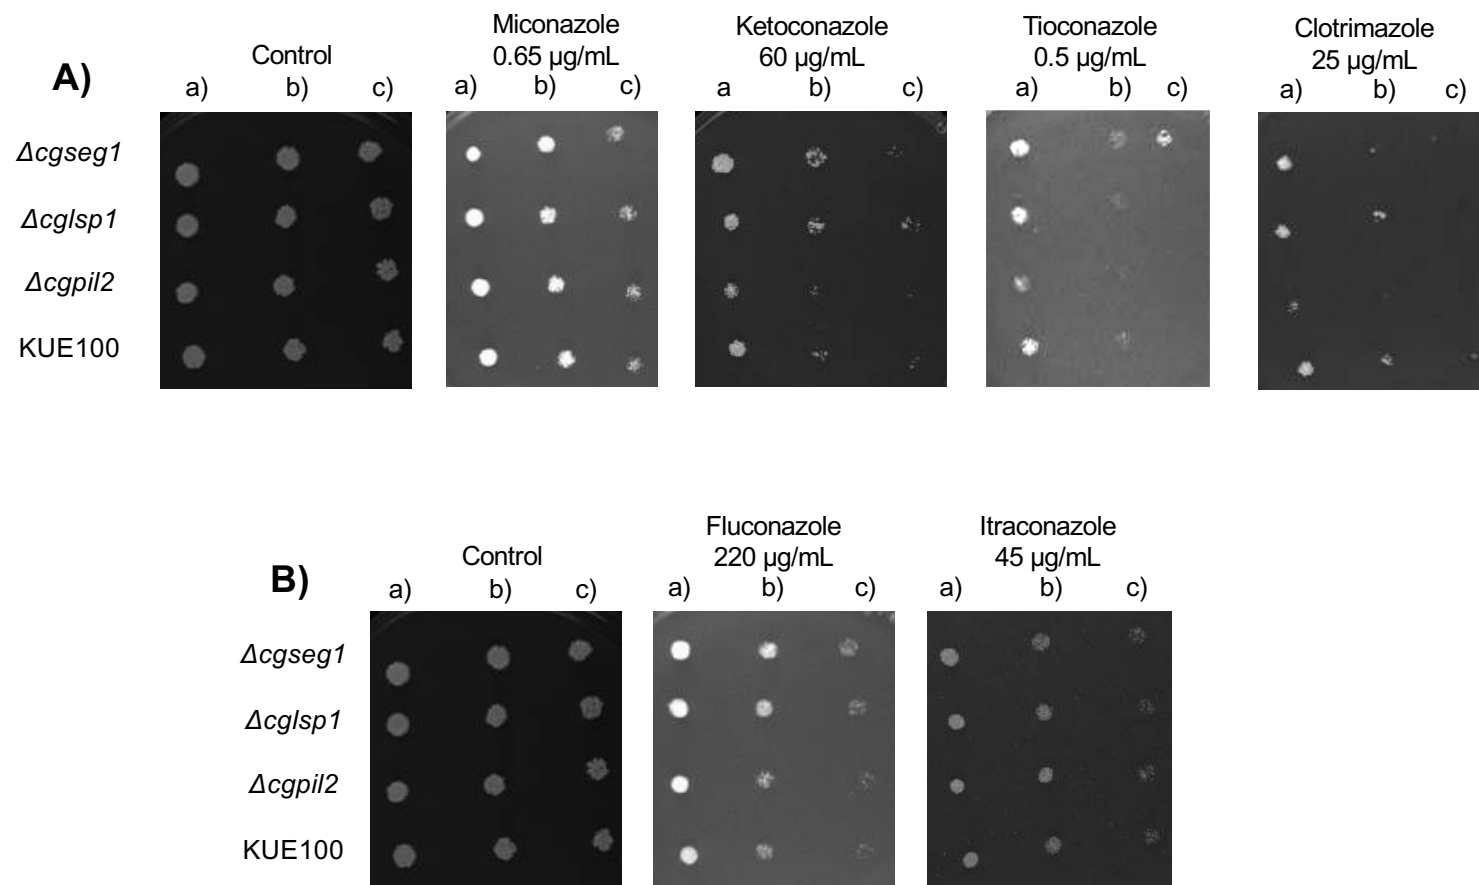 A)
Control
a) b) c)
Miconazole
0.65 µg/mL
a) b) c)
Ketoconazole
60 µg/mL
a b) c)
Tioconazole
0.5 µg/mL
a) b) c)
Clotrimazole
25 µg/mL
a) b) c)
Δcgseg1
Δcglsp1
Δcgpil2
KUE100
B)
Control
a) b) c)
Fluconazole
220 µg/mL
a) b) c)
Itraconazole
45 µg/mL
a) b) c)
Δcgseg1
Δcglsp1
Δcgpil2
KUE100